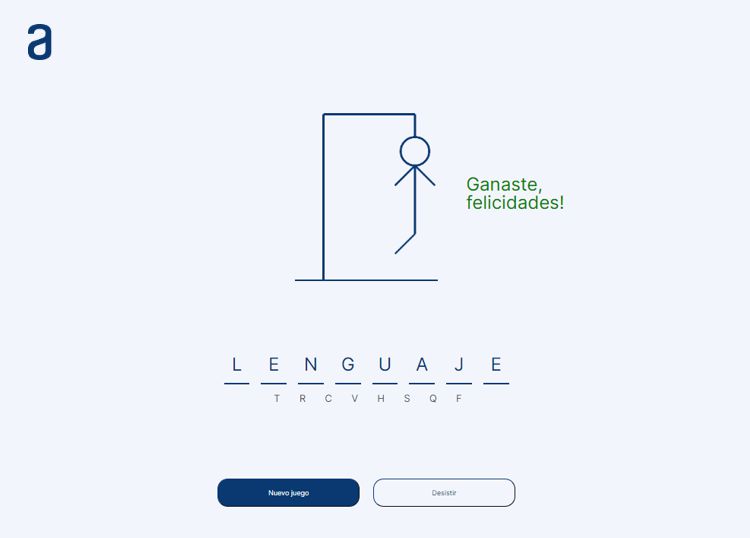 a
Ganaste,
felicidades!
L E N G U A J E
T R C V H S Q F
Nuevo juego
Desistir